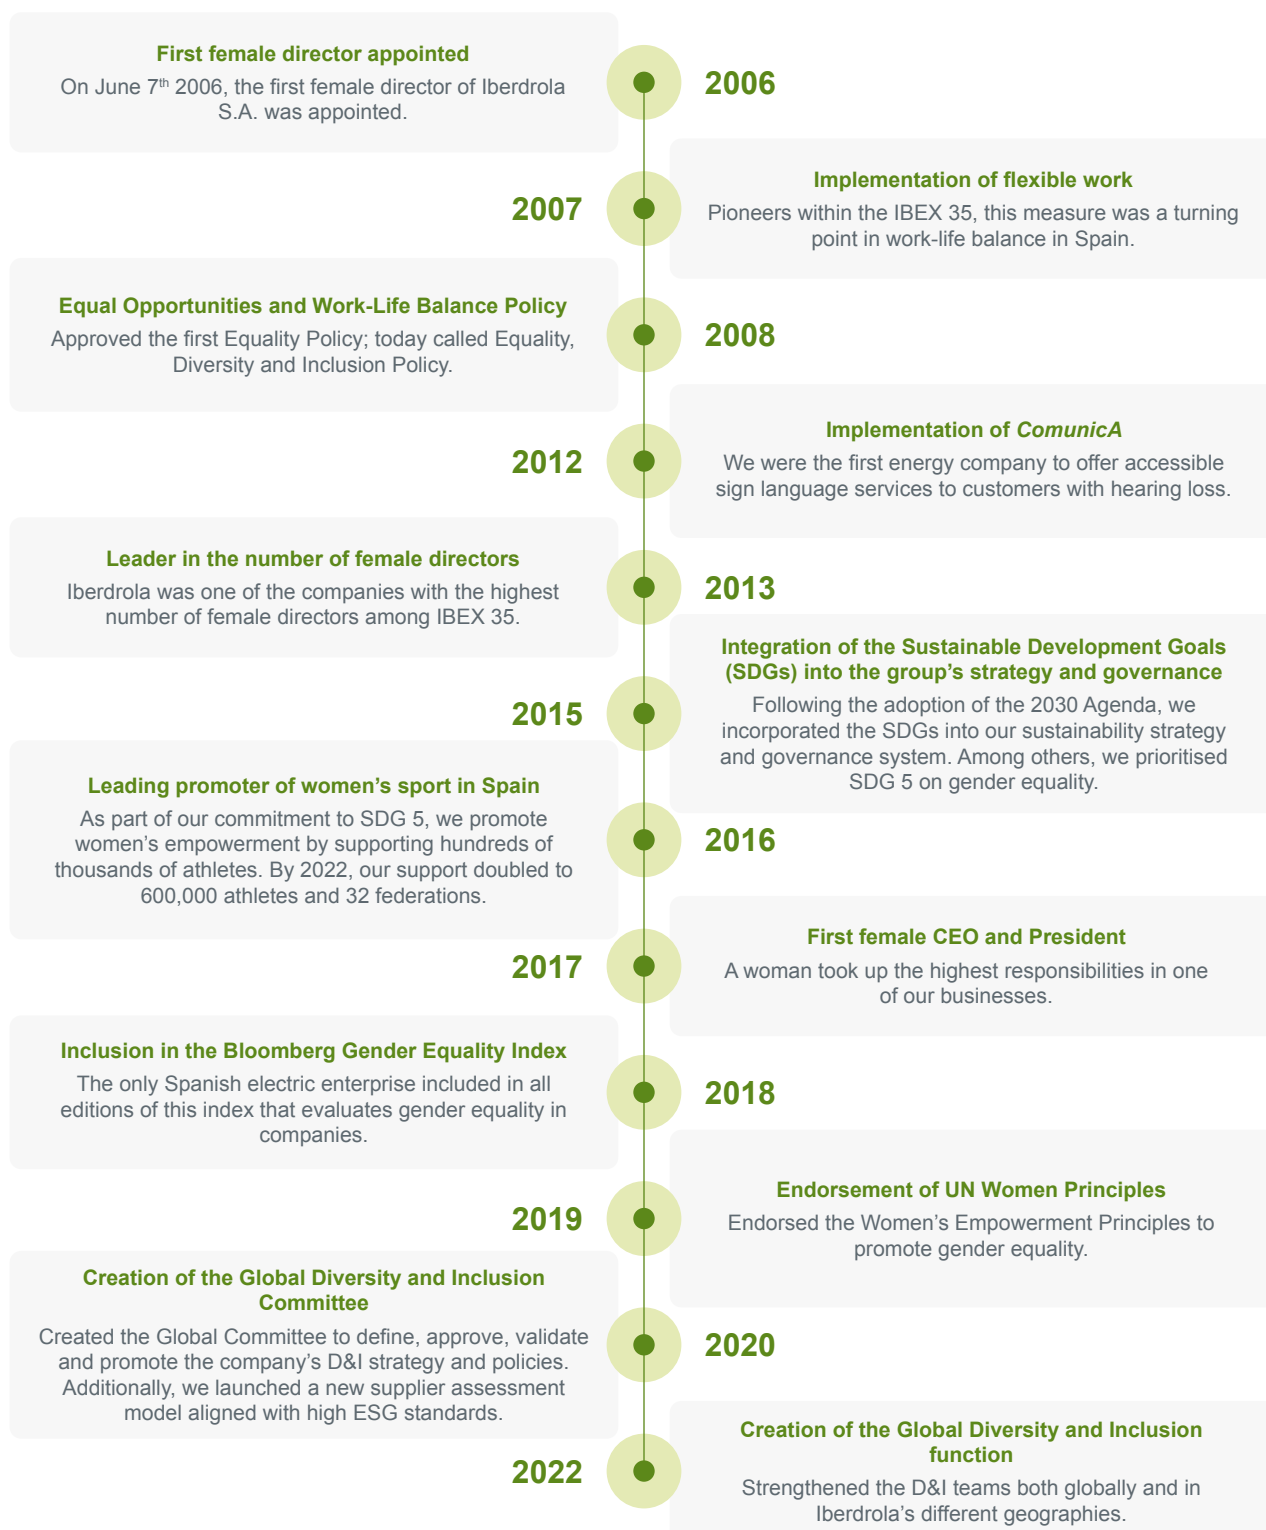 First female director appointed
On June 7th 2006, the first female director of Iberdrola
S.A. was appointed.
2006
2007
Implementation of flexible work
Pioneers within the IBEX 35, this measure was a turning
point in work-life balance in Spain.
Equal Opportunities and Work-Life Balance Policy
Approved the first Equality Policy; today called Equality,
Diversity and Inclusion Policy.
2008
2012
Implementation of ComunicA
We were the first energy company to offer accessible
sign language services to customers with hearing loss.
Leader in the number of female directors
Iberdrola was one of the companies with the highest
number of female directors among IBEX 35.
2013
2015
Integration of the Sustainable Development Goals
(SDGs) into the group’s strategy and governance
Following the adoption of the 2030 Agenda, we
incorporated the SDGs into our sustainability strategy
and governance system. Among others, we prioritised
SDG 5 on gender equality.
Leading promoter of women’s sport in Spain
As part of our commitment to SDG 5, we promote
women’s empowerment by supporting hundreds of
thousands of athletes. By 2022, our support doubled to
600,000 athletes and 32 federations.
2016
2017
First female CEO and President
A woman took up the highest responsibilities in one
of our businesses.
Inclusion in the Bloomberg Gender Equality Index
The only Spanish electric enterprise included in all
editions of this index that evaluates gender equality in
companies.
2018
2019
Endorsement of UN Women Principles
Endorsed the Women’s Empowerment Principles to
promote gender equality.
Creation of the Global Diversity and Inclusion
Committee
Created the Global Committee to define, approve, validate
and promote the company’s D&I strategy and policies.
Additionally, we launched a new supplier assessment
model aligned with high ESG standards.
2020
2022
Creation of the Global Diversity and Inclusion
function
Strengthened the D&I teams both globally and in
Iberdrola’s different geographies.